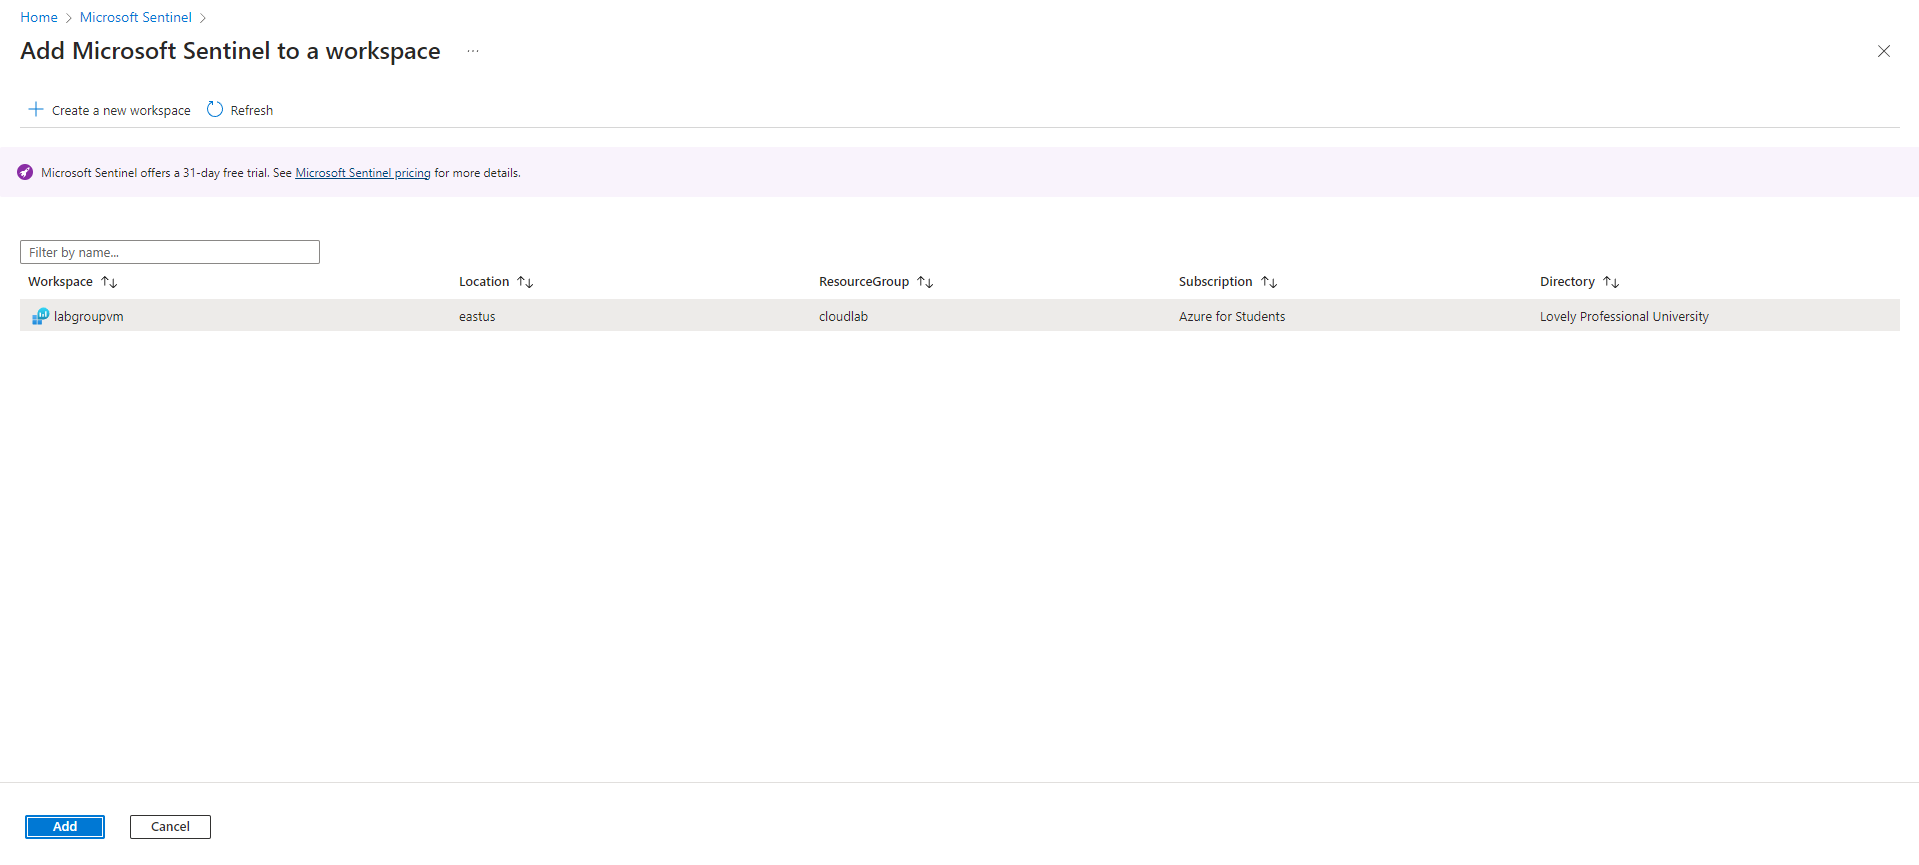 Home > Microsoft Sentinel >
Add Microsoft Sentinel to a workspace ...
Create a new workspace Refresh
Microsoft Sentinel offers a 31-day free trial. See Microsoft Sentinel pricing for more details.
Filter by name...
Workspace Location ResourceGroup Subscription Directory
labgroupvm eastus cloudlab Azure for Students Lovely Professional University
Add Cancel